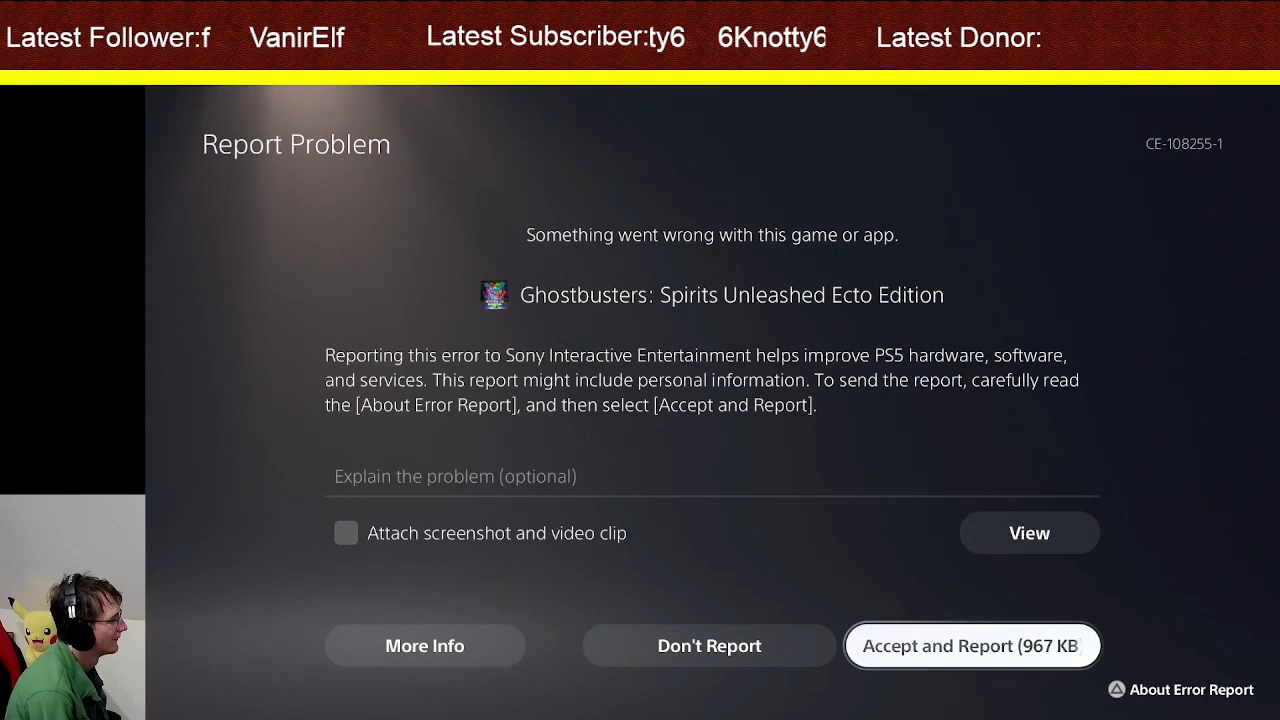 Latest Follower:f VanirElf Latest Subscriber:ty6 6Knotty6 Latest Donor:
Report Problem
CE-108255-1
Something went wrong with this game or app.
Ghostbusters: Spirits Unleashed Ecto Edition
Reporting this error to Sony Interactive Entertainment helps improve PS5 hardware, software,
and services. This report might include personal information. To send the report, carefully read
the [About Error Report], and then select [Accept and Report].
Explain the problem (optional)
Attach screenshot and video clip
View
More Info
Don't Report
Accept and Report (967 KB)
About Error Report